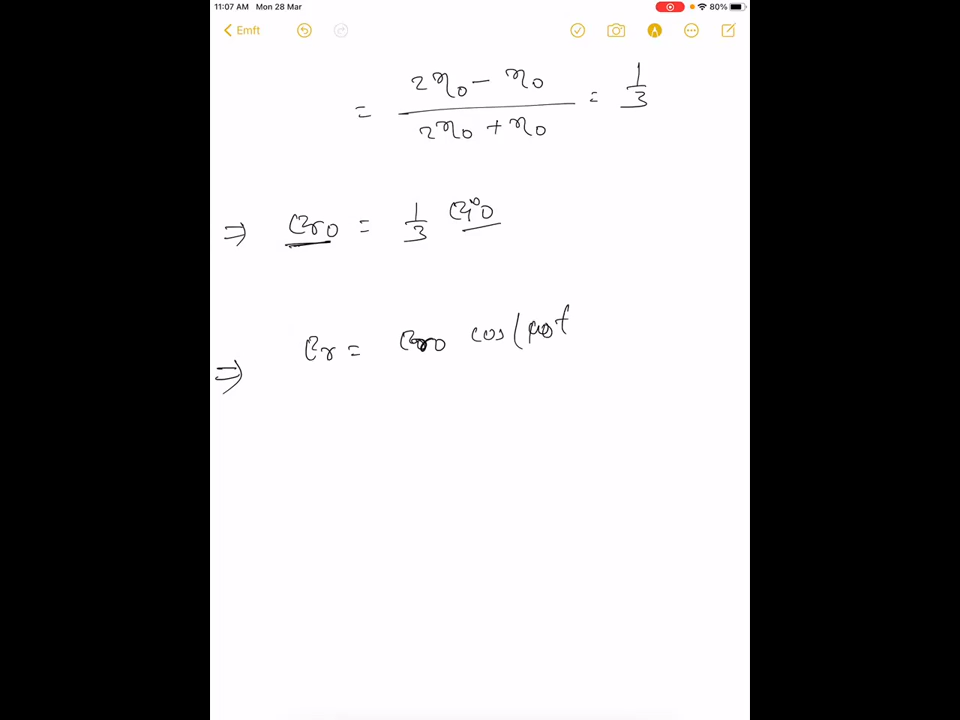 11:07 AM Mon 28 Mar 80%
Emft
= (2η₀ − η₀) / (2η₀ + η₀) = 1/3
⇒ Er₀ = 1/3 Ei₀
⇒ Er = Er₀ cos(ωt